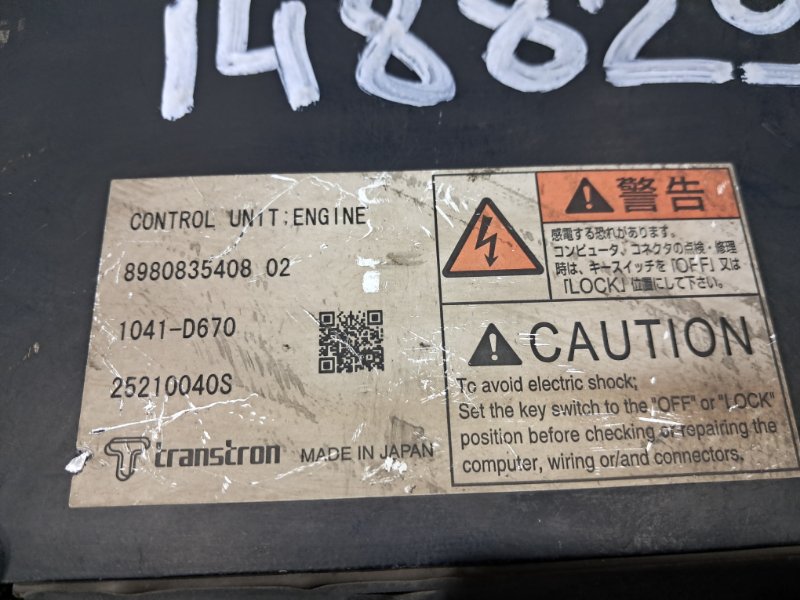 14882
CONTROL UNIT:ENGINE
8980835408 02
1041-D670
25210040S
transtron MADE IN JAPAN
警告
感電する恐れがあります。
コンピュータ、コネクタの点検・修理
時は、キースイッチを「OFF」又は
「LOCK」位置にして下さい。
CAUTION
To avoid electric shock;
Set the key switch to the "OFF" or "LOCK"
position before checking or repairing the
computer, wiring or/and connectors.